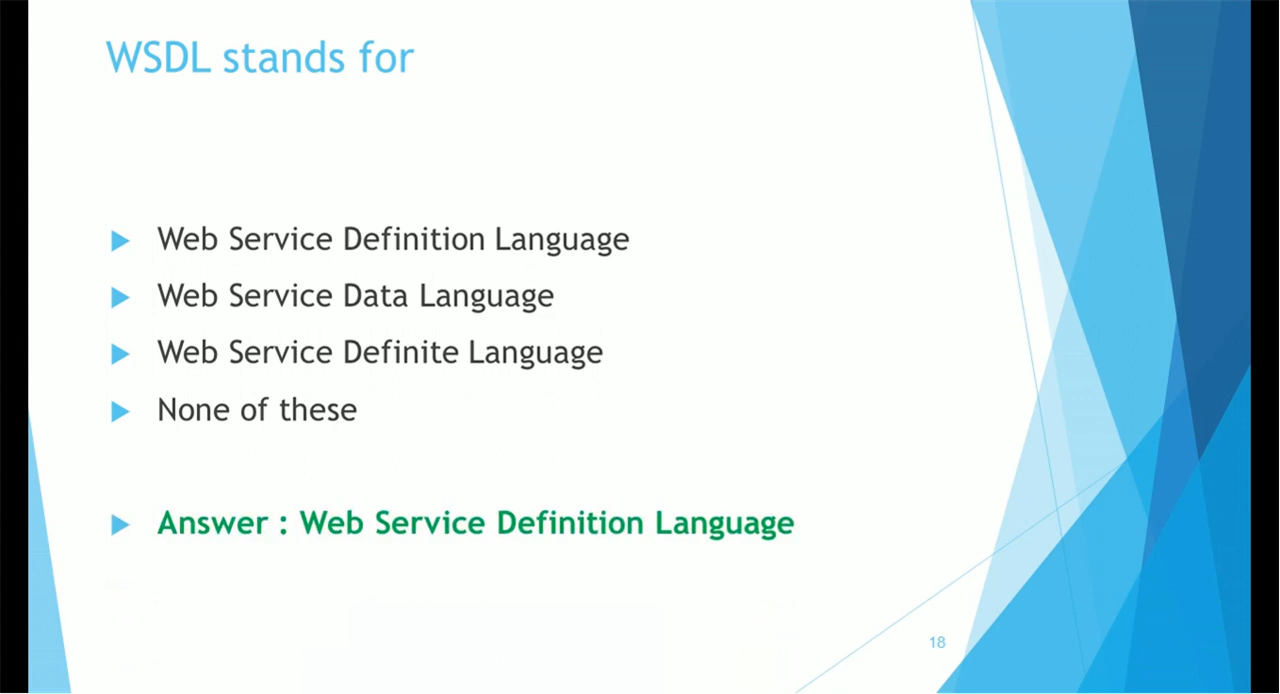 WSDL stands for
Web Service Definition Language
Web Service Data Language
Web Service Definite Language
None of these
Answer : Web Service Definition Language
18